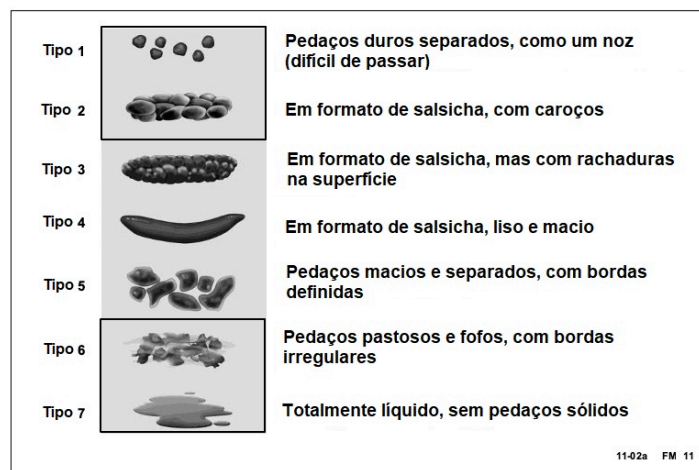 Tipo 1
Pedaços duros separados, como um noz
(difícil de passar)
Tipo 2
Em formato de salsicha, com caroços
Tipo 3
Em formato de salsicha, mas com rachaduras
na superfície
Tipo 4
Em formato de salsicha, liso e macio
Tipo 5
Pedaços macios e separados, com bordas
definidas
Tipo 6
Pedaços pastosos e fofos, com bordas
irregulares
Tipo 7
Totalmente líquido, sem pedaços sólidos
11-02a FM 11